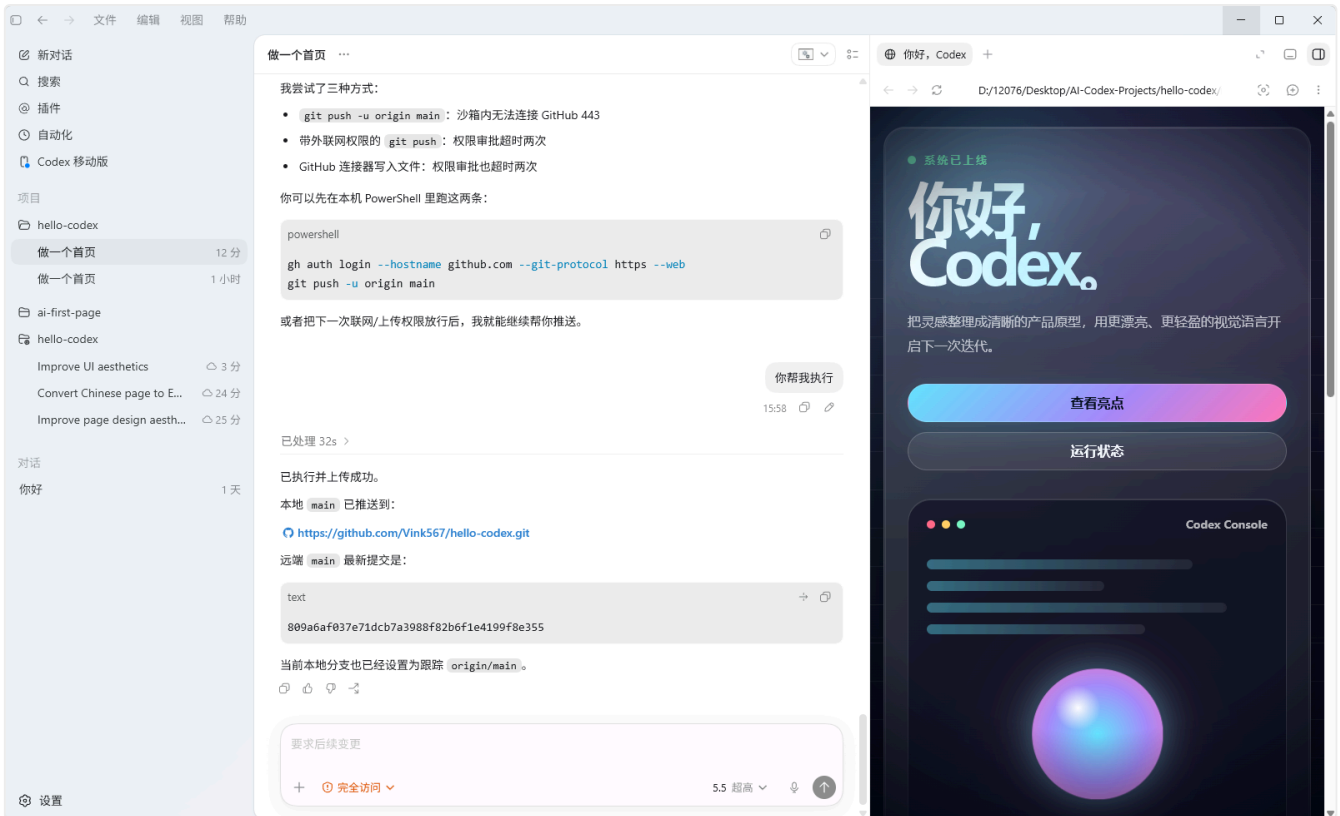 文件 编辑 视图 帮助
新对话
搜索
插件
自动化
Codex 移动版
项目
hello-codex
做一个首页 12 分
做一个首页 1 小时
ai-first-page
hello-codex
Improve UI aesthetics 3 分
Convert Chinese page to E... 24 分
Improve page design aesth... 25 分
对话
你好 1 天
设置
做一个首页 ···
我尝试了三种方式：
• git push -u origin main：沙箱内无法连接 GitHub 443
• 带外联网权限的 git push：权限审批超时两次
• GitHub 连接器写入文件：权限审批也超时两次
你可以先在本机 PowerShell 里跑这两条：
powershell
gh auth login --hostname github.com --git-protocol https --web
git push -u origin main
或者把下一次联网/上传权限放行后，我就能继续帮你推送。
你帮我执行
15:58
已处理 32s
已执行并上传成功。
本地 main 已推送到：
https://github.com/Vink567/hello-codex.git
远端 main 最新提交是：
text
809a6af037e71dcb7a3988f82b6f1e4199f8e355
当前本地分支也已经设置为跟踪 origin/main。
要求后续变更
完全访问 5.5 超高
你好，Codex
D:/12076/Desktop/AI-Codex-Projects/hello-codex/
系统已上线
你好，
Codex。
把灵感整理成清晰的产品原型，用更漂亮、更轻盈的视觉语言开
启下一次迭代。
查看亮点
运行状态
Codex Console